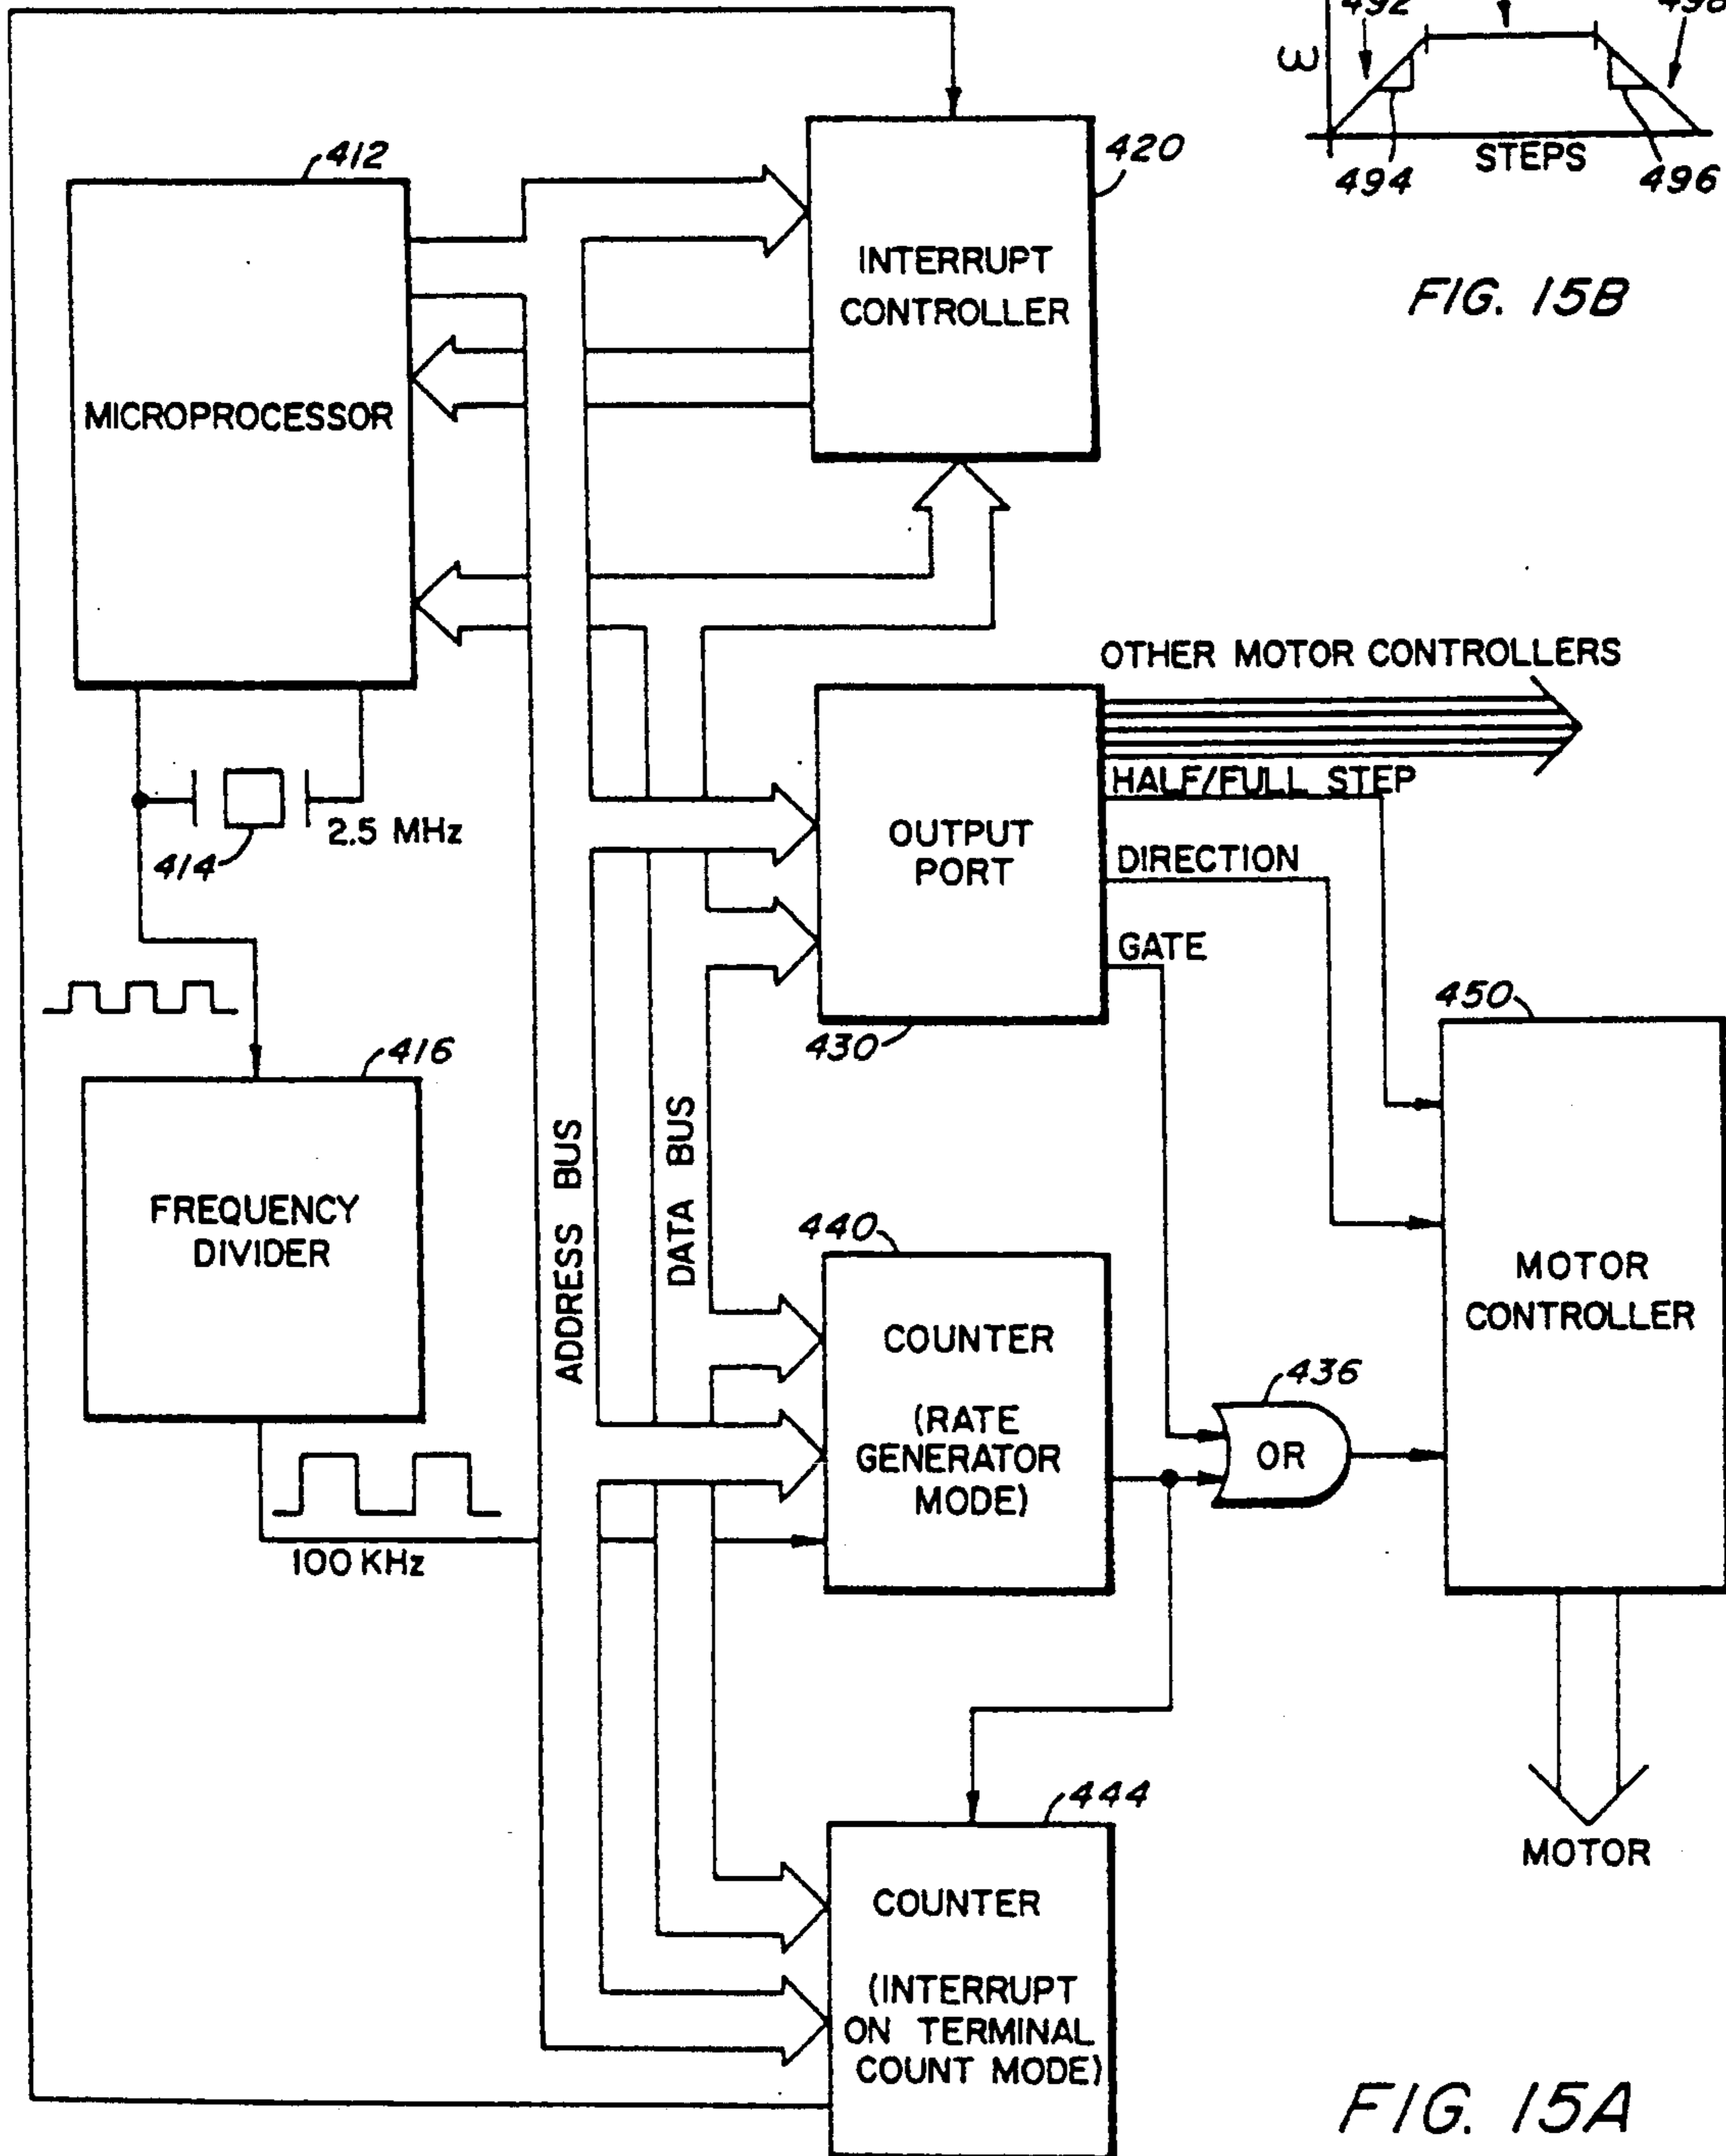 492
498
ω
STEPS
494
496
FIG. 15B
412
420
INTERRUPT
CONTROLLER
MICROPROCESSOR
OTHER MOTOR CONTROLLERS
HALF/FULL STEP
2.5 MHz
414
OUTPUT
PORT
DIRECTION
GATE
430
450
416
FREQUENCY
DIVIDER
ADDRESS BUS
DATA BUS
440
COUNTER
(RATE
GENERATOR
MODE)
436
OR
MOTOR
CONTROLLER
100 KHz
444
MOTOR
COUNTER
(INTERRUPT
ON TERMINAL
COUNT MODE)
FIG. 15A